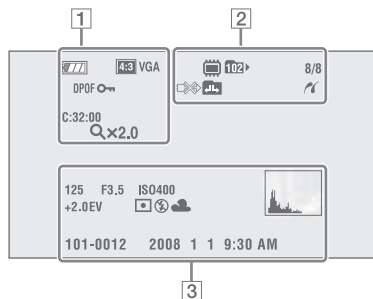 1
2
4:3 VGA
102
8/8
DPOF
C:32:00
×2.0
125 F3.5 ISO400
+2.0EV
101-0012 2008 1 1 9:30 AM
3